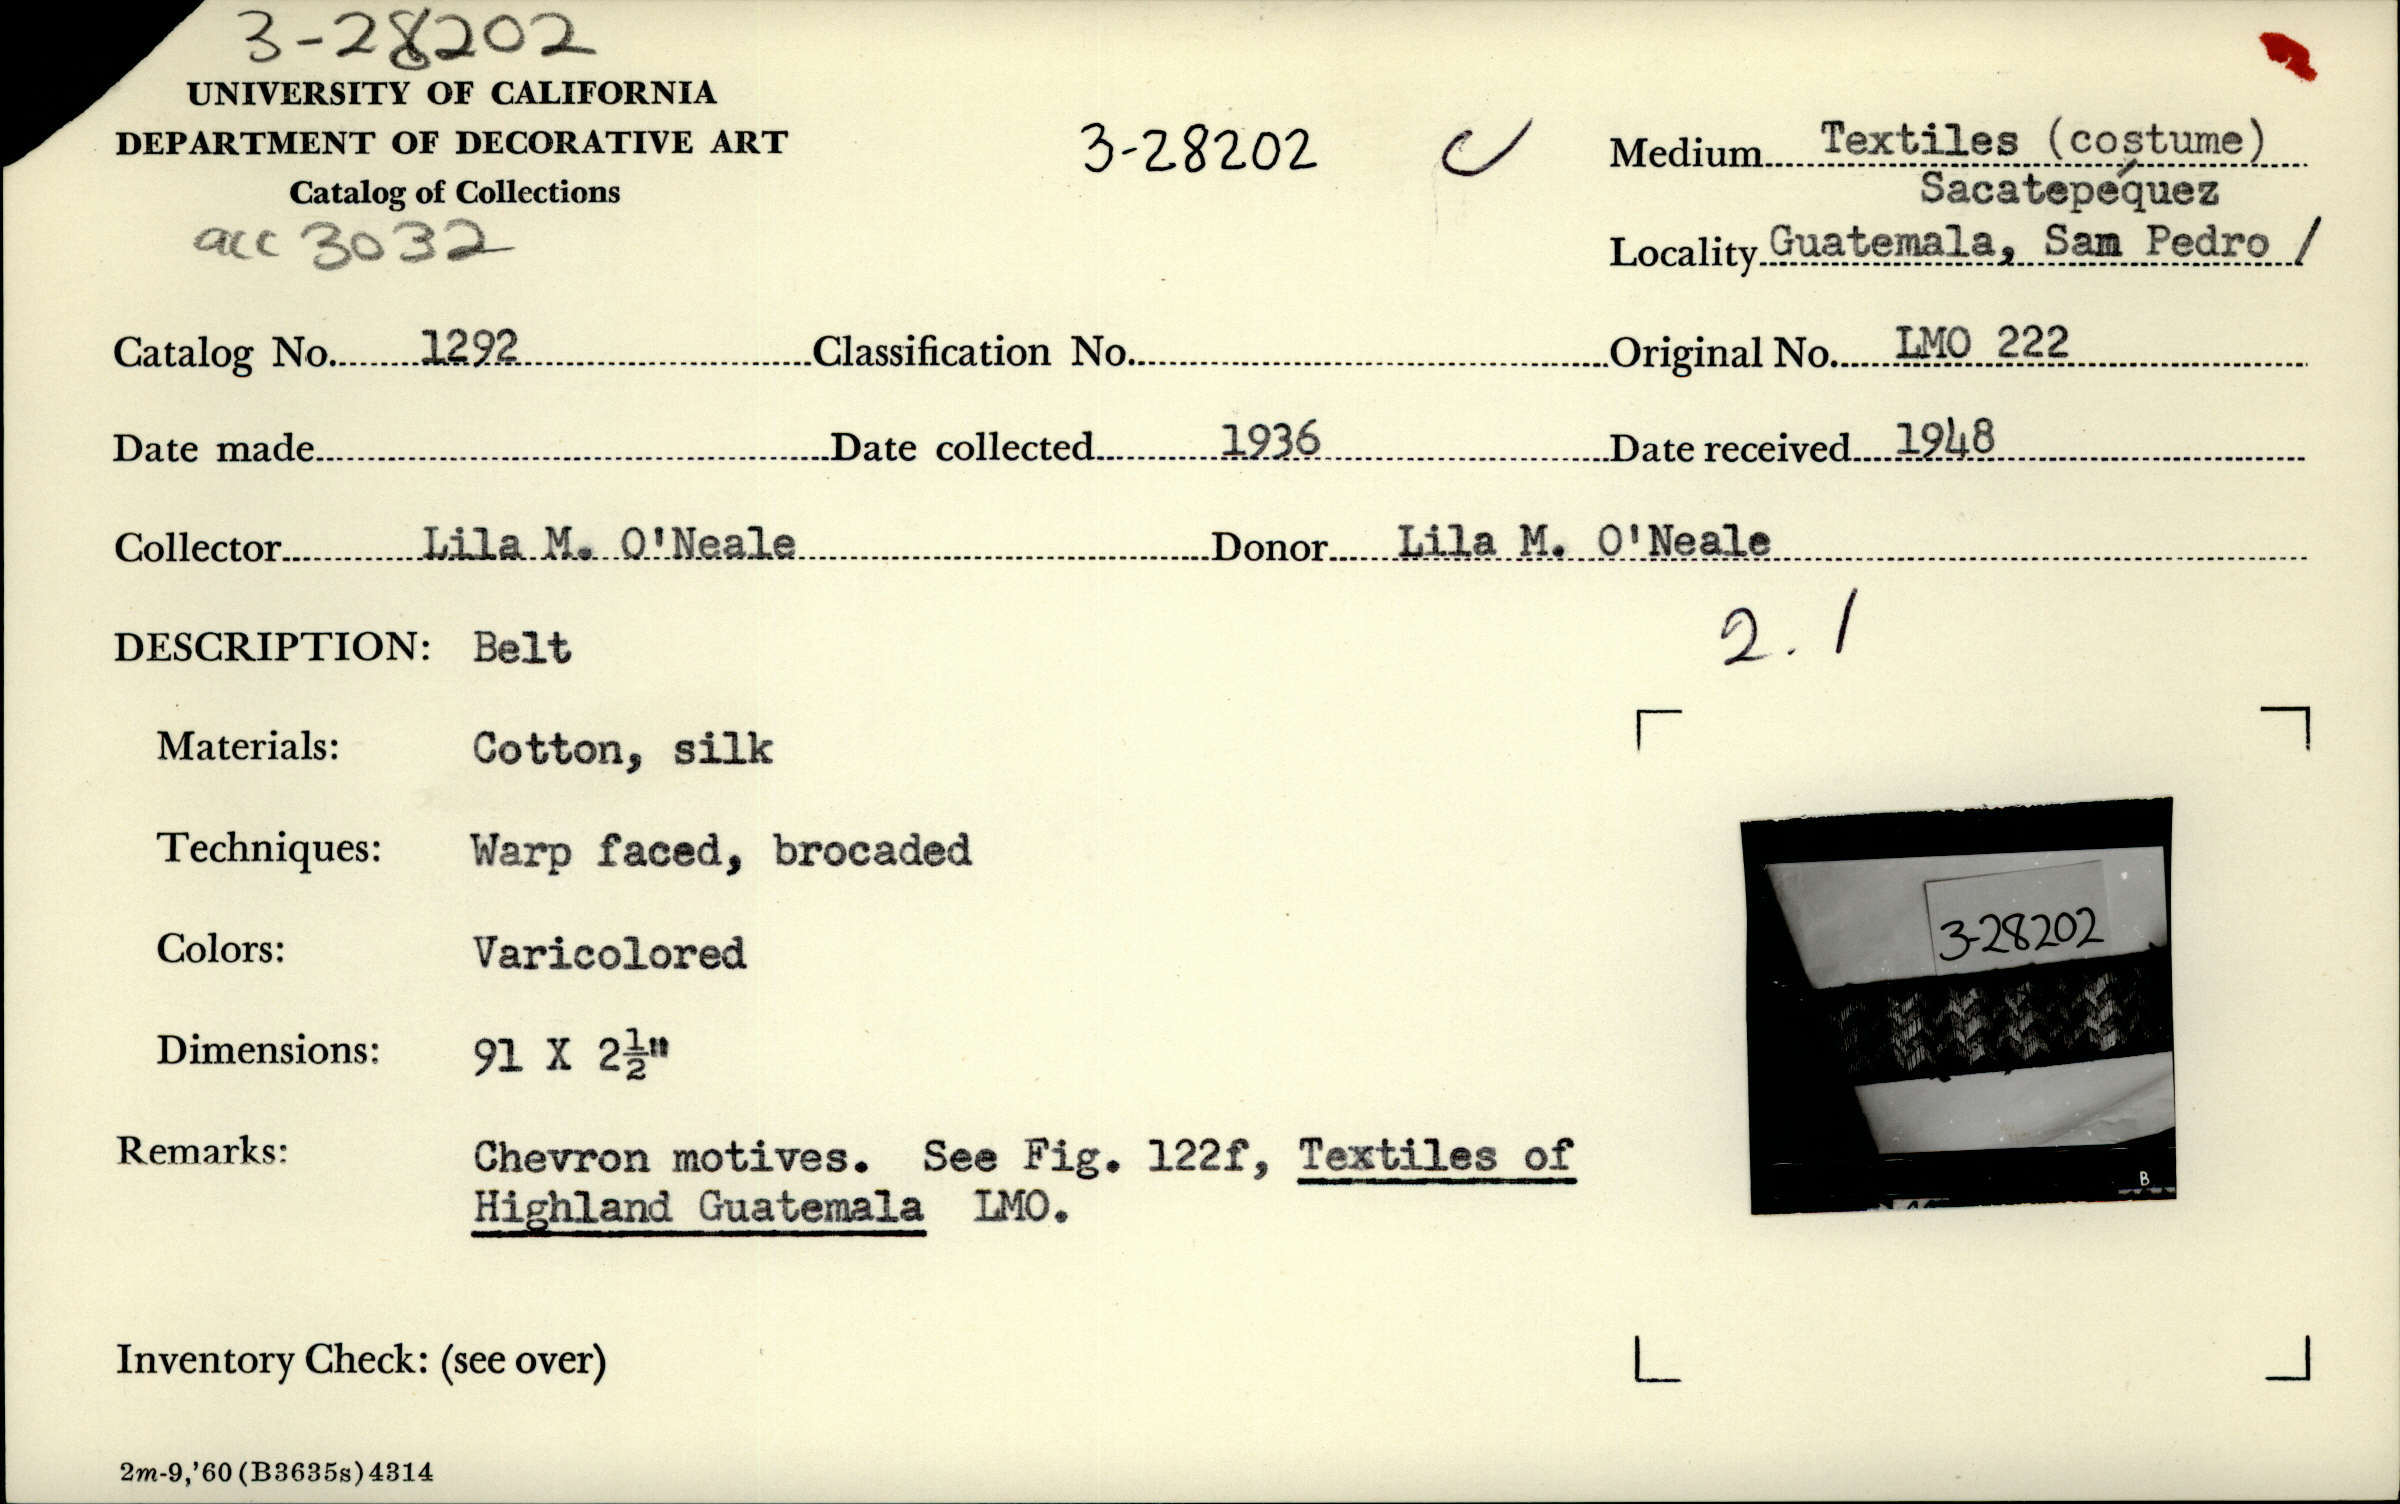 3-28202
UNIVERSITY OF CALIFORNIA
DEPARTMENT OF DECORATIVE ART
Catalog of Collections
acc 3032
3-28202
Medium Textiles (costume)
Sacatepéquez
Locality Guatemala, Sam Pedro /
Catalog No. 1292 Classification No. Original No. LMO 222
Date made Date collected 1936 Date received 1948
Collector Lila M. O'Neale Donor Lila M. O'Neale
2.1
DESCRIPTION: Belt
Materials: Cotton, silk
Techniques: Warp faced, brocaded
Colors: Varicolored
Dimensions: 91 X 2½"
Remarks: Chevron motives. See Fig. 122f, Textiles of
Highland Guatemala LMO.
3-28202
B
Inventory Check: (see over)
2m-9,'60(B3635s)4314